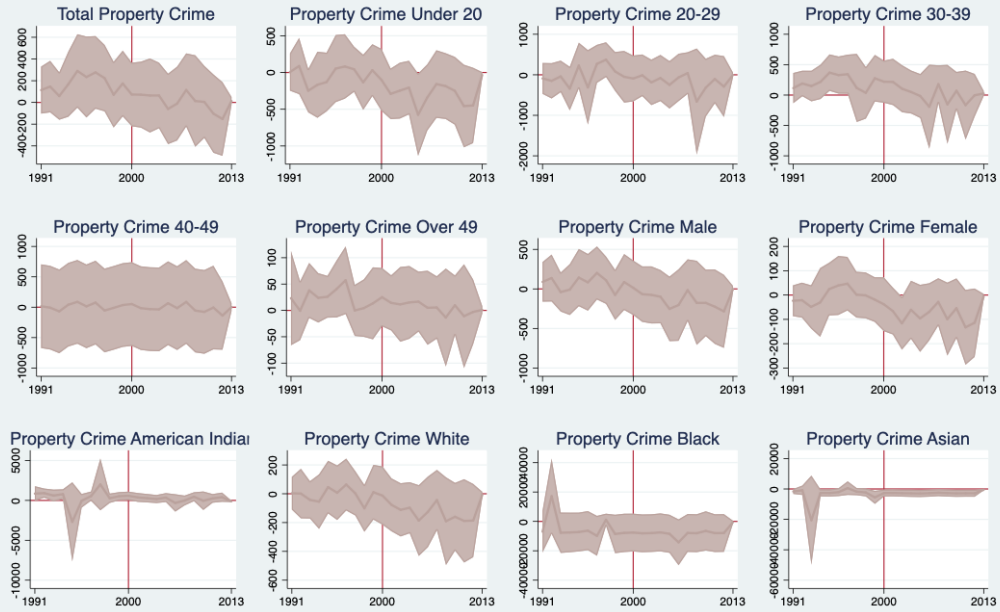 Total Property Crime
-400 -200 0 200 400 600
1991 2000 2013
Property Crime Under 20
-1000 -500 0 500
1991 2000 2013
Property Crime 20-29
-2000 -1000 0 1000
1991 2000 2013
Property Crime 30-39
-1000 -500 0 500 1000
1991 2000 2013
Property Crime 40-49
-1000 -500 0 500 1000
1991 2000 2013
Property Crime Over 49
-100 -50 0 50 100
1991 2000 2013
Property Crime Male
-1000 -500 0 500
1991 2000 2013
Property Crime Female
-300 -200 -100 0 100 200
1991 2000 2013
Property Crime American Indian
-10000 -5000 0 5000
1991 2000 2013
Property Crime White
-600 -400 -200 0 200
1991 2000 2013
Property Crime Black
0
1991 2000 2013
Property Crime Asian
0 20000
1991 2000 2013